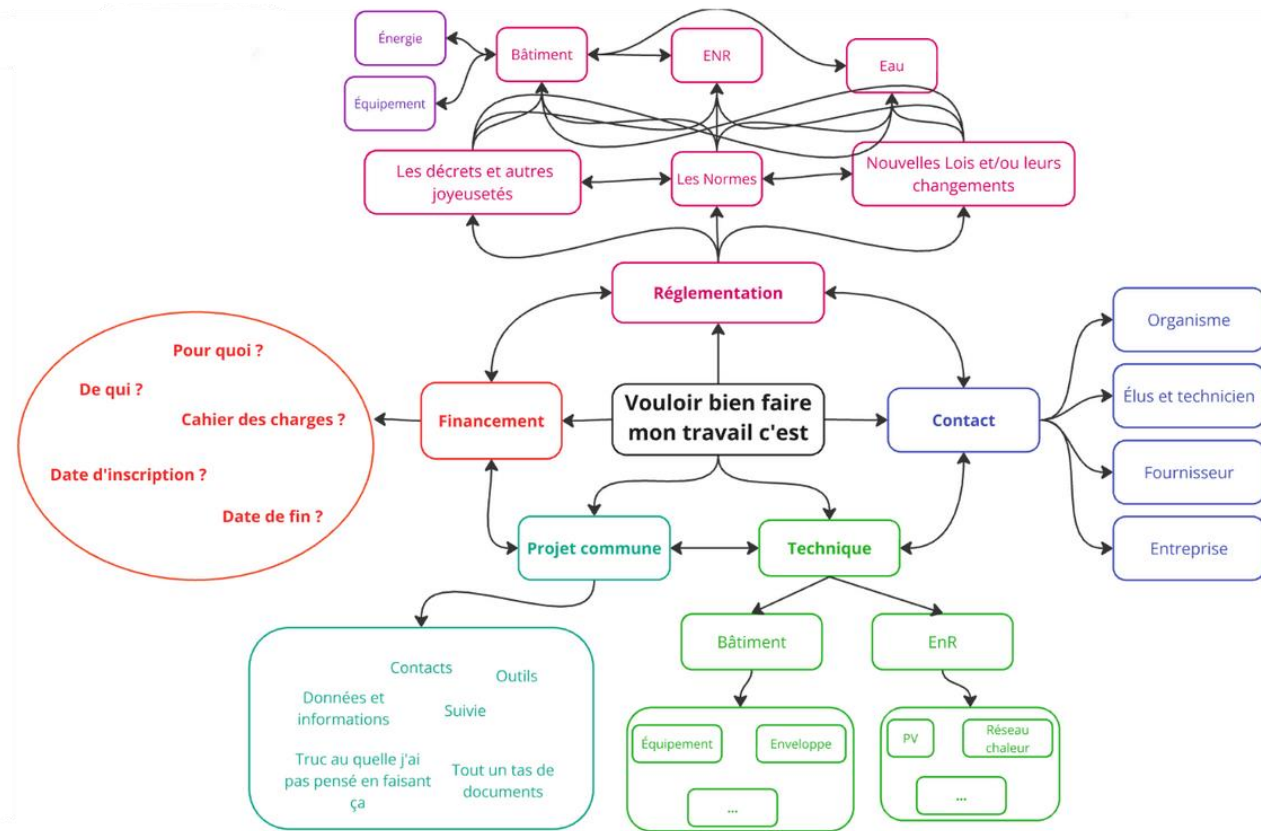 Énergie
Bâtiment
ENR
Eau
Équipement
Les décrets et autres
joyeusetés
Les Normes
Nouvelles Lois et/ou leurs
changements
Réglementation
Organisme
Pour quoi ?
De qui ?
Cahier des charges ?
Date d'inscription ?
Date de fin ?
Financement
Vouloir bien faire
mon travail c'est
Contact
Élus et technicien
Fournisseur
Entreprise
Projet commune
Technique
Bâtiment
EnR
Contacts
Outils
Données et
informations
Suivie
Truc au quelle j'ai
pas pensé en faisant
ça
Tout un tas de
documents
Équipement
Enveloppe
...
PV
Réseau
chaleur
...